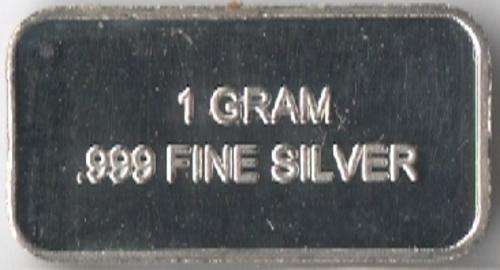 1 GRAM
.999 FINE SILVER